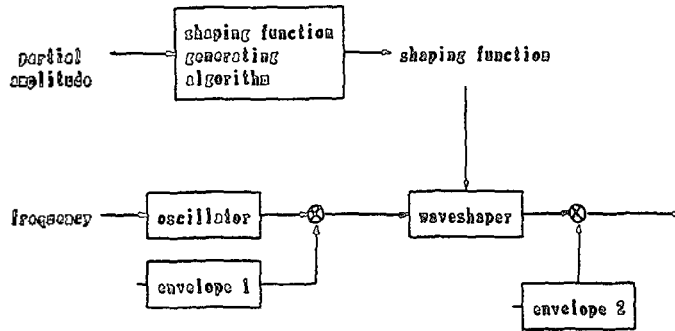 partial
amplitude
shaping function
generating
algorithm
shaping function
frequency
oscillator
waveshaper
envelope 1
envelope 2